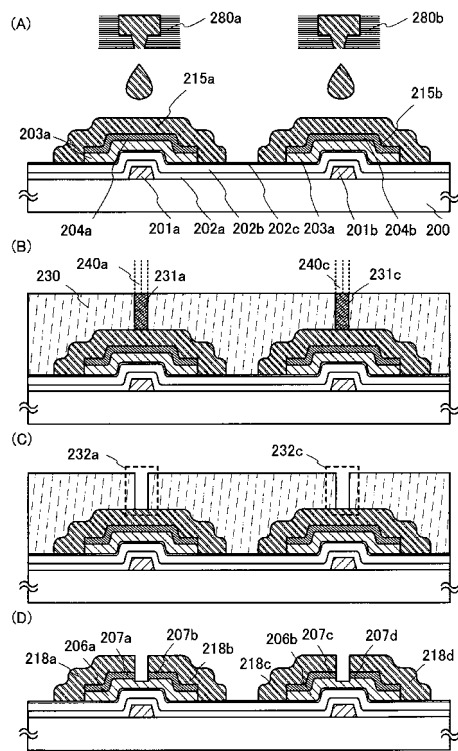 (A)
280a 280b
215a 215b
203a
204a 201a 202a 202b 202c 203a 201b 204b 200
(B)
240a 240c
230 231a 231c
(C)
232a 232c
(D)
207a 207b 206b 207c 207d
206a
218a 218b 218c 218d